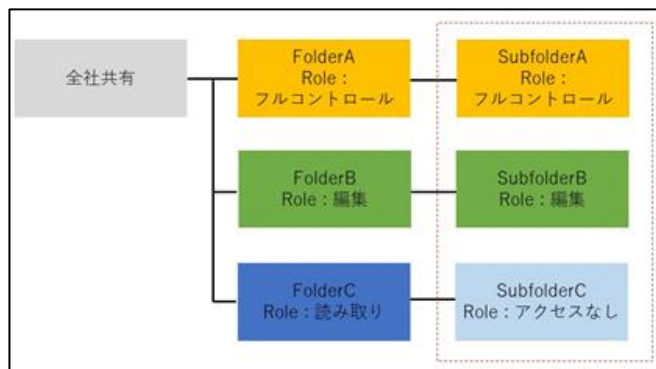 全社共有
FolderA
Role：
フルコントロール
SubfolderA
Role：
フルコントロール
FolderB
Role：編集
SubfolderB
Role：編集
FolderC
Role：読み取り
SubfolderC
Role：アクセスなし